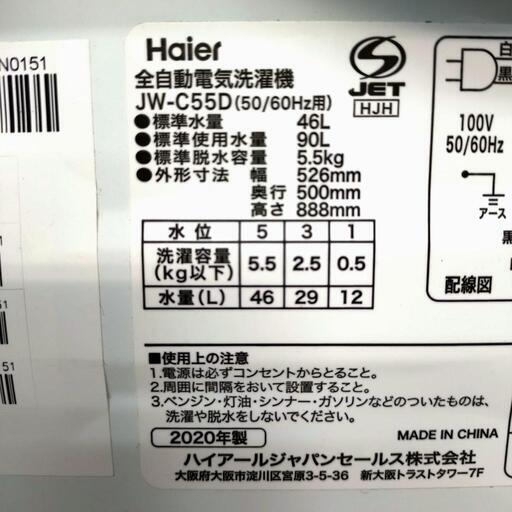 N0151
Haier
全自動電気洗濯機
JW-C55D(50/60Hz用)
●標準水量 46L
●標準使用水量 90L
●標準脱水容量 5.5kg
●外形寸法 幅 526mm
奥行 500mm
高さ 888mm
S
JET
HJH
白
黒
100V
50/60Hz
アース
黒
配線図
水位 5 3 1
洗濯容量(kg以下) 5.5 2.5 0.5
水量(L) 46 29 12
■使用上の注意
1.電源は必ずコンセントからとること。
2.周囲に間隔をおいて設置すること。
3.ベンジン・灯油・シンナー・ガソリンなどのついたものは、
洗濯や脱水をしないでください。
2020年製
MADE IN CHINA
ハイアールジャパンセールス株式会社
大阪府大阪市淀川区宮原3-5-36 新大阪トラストタワー7F
51
151